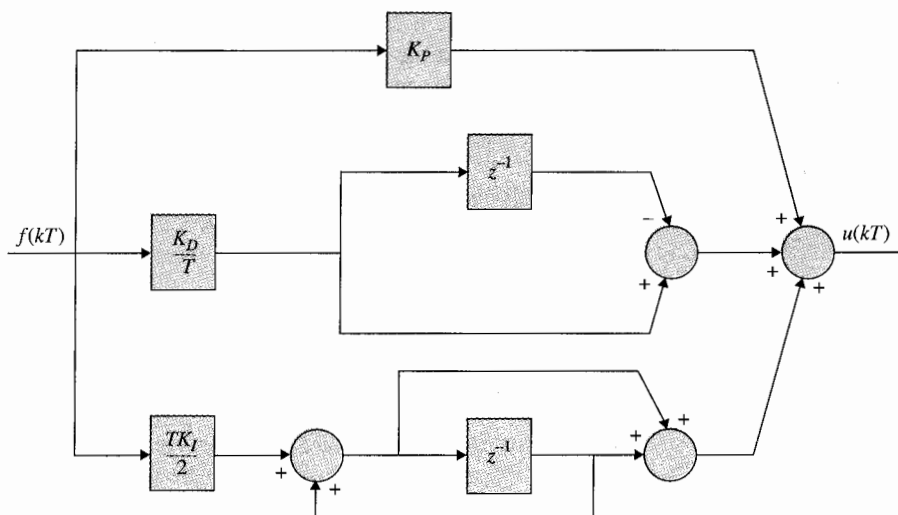 K_P
z^{-1}
−
f(kT)
K_D
T
+
+
+
+
u(kT)
TK_I
2
+
+
z^{-1}
+
+